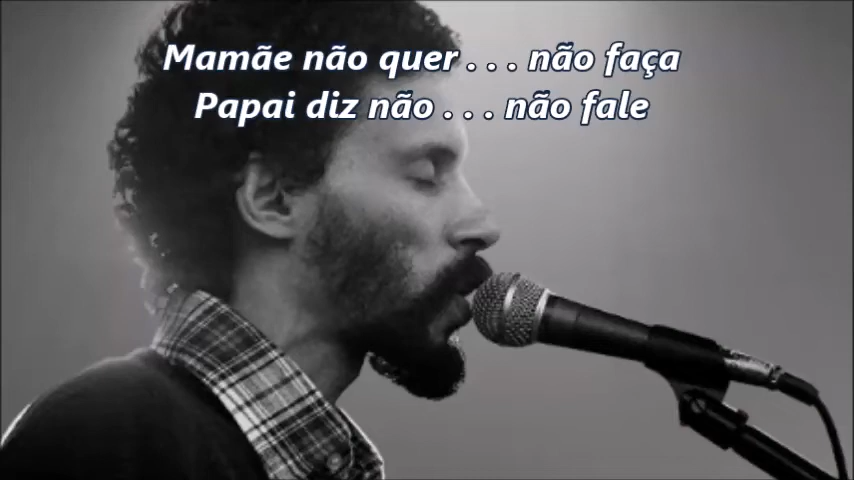 Mamãe não quer . . . não faça
Papai diz não . . . não fale